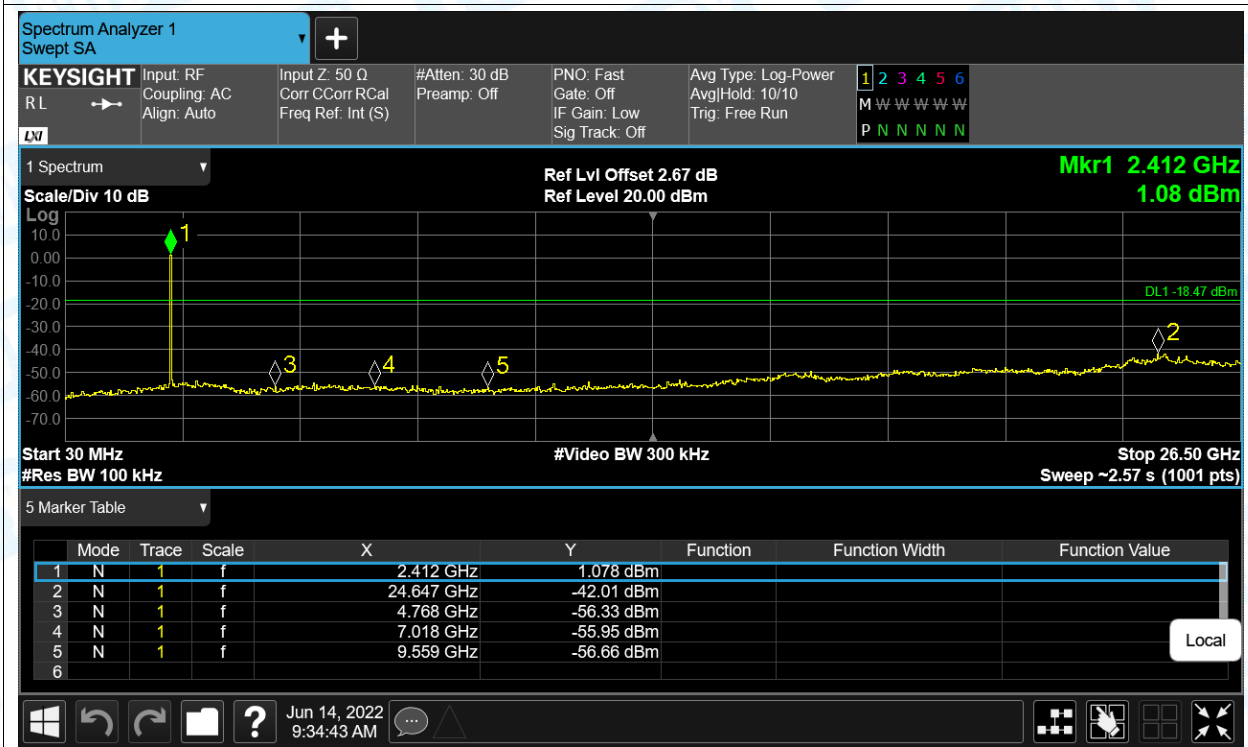 Spectrum Analyzer 1
Swept SA
KEYSIGHT Input: RF Input Z: 50 Ω #Atten: 30 dB PNO: Fast Avg Type: Log-Power 1 2 3 4 5 6
RL Coupling: AC Corr CCorr RCal Preamp: Off Gate: Off Avg|Hold: 10/10 M W W W W W
Align: Auto Freq Ref: Int (S) IF Gain: Low Trig: Free Run
LXI Sig Track: Off P N N N N N
1 Spectrum Ref Lvl Offset 2.67 dB Mkr1 2.412 GHz
Scale/Div 10 dB Ref Level 20.00 dBm 1.08 dBm
Log
10.0 1
0.00
-10.0
DL1 -18.47 dBm
-20.0
-30.0
2
-40.0
3 4 5
-50.0
-60.0
-70.0
Start 30 MHz #Video BW 300 kHz Stop 26.50 GHz
#Res BW 100 kHz Sweep ~2.57 s (1001 pts)
5 Marker Table
Mode Trace Scale X Y Function Function Width Function Value
1 N 1 f 2.412 GHz 1.078 dBm
2 N 1 f 24.647 GHz -42.01 dBm
3 N 1 f 4.768 GHz -56.33 dBm
4 N 1 f 7.018 GHz -55.95 dBm
5 N 1 f 9.559 GHz -56.66 dBm
6
Local
? Jun 14, 2022
9:34:43 AM